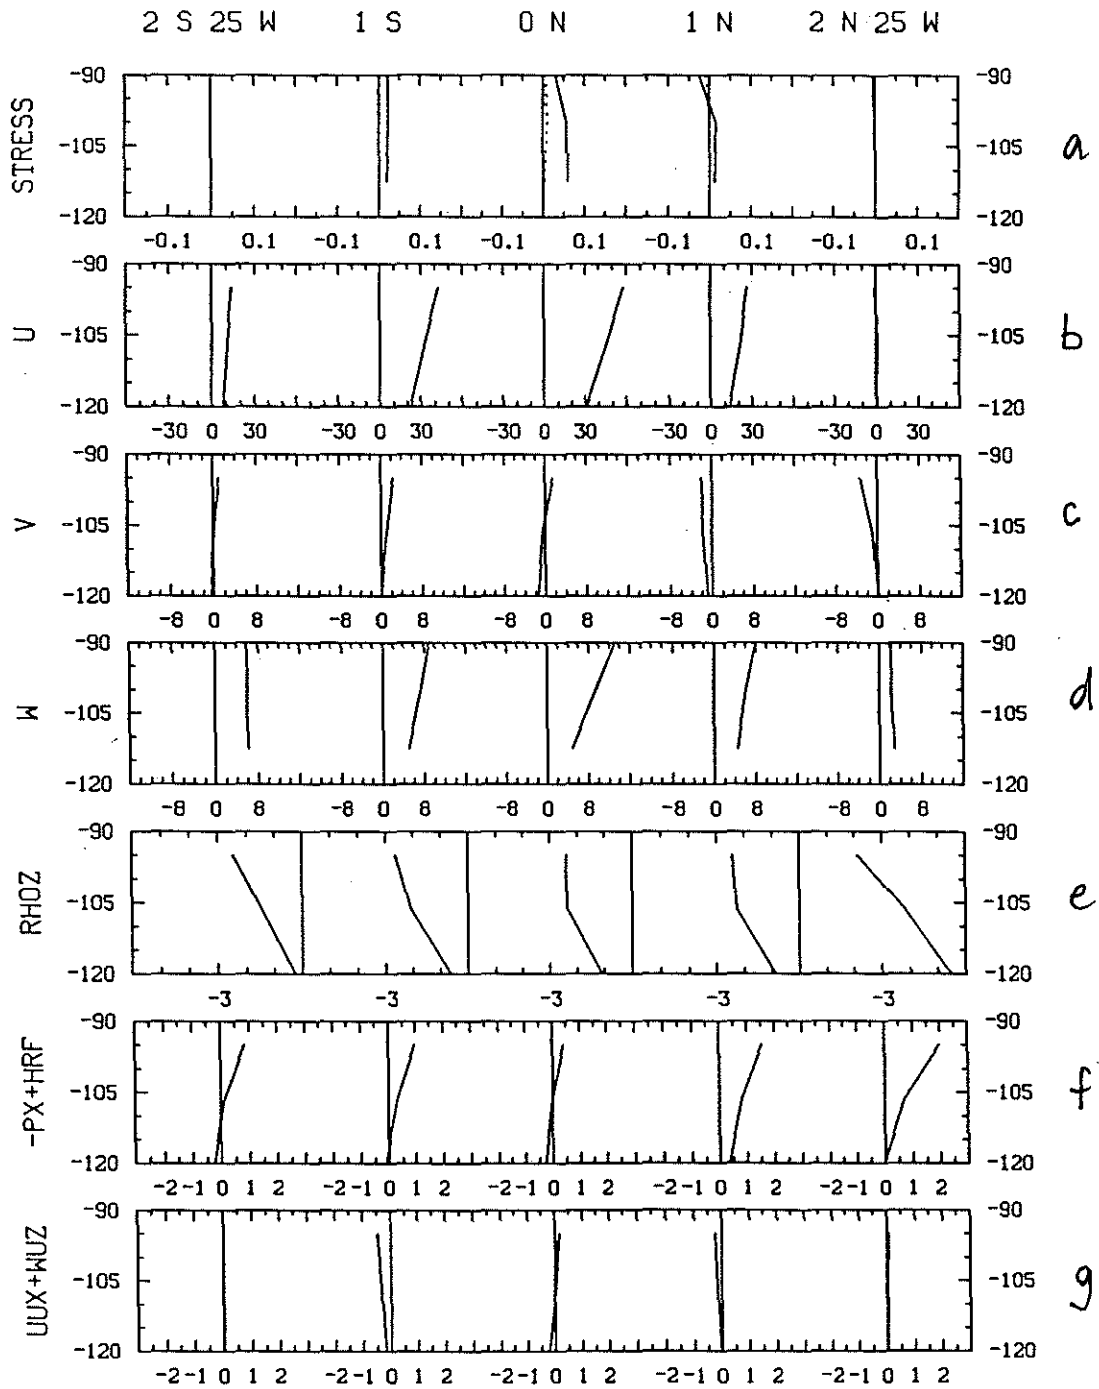 2 S 25 W 1 S 0 N 1 N 2 N 25 W
-90 -90
STRESS -105 -105 a
-120 -120
-0.1 0.1 -0.1 0.1 -0.1 0.1 -0.1 0.1 -0.1 0.1
-90 -90
U -105 -105 b
-120 -120
-30 0 30 -30 0 30 -30 0 30 -30 0 30 -30 0 30
-90 -90
V -105 -105 c
-120 -120
-8 0 8 -8 0 8 -8 0 8 -8 0 8 -8 0 8
-90 -90
W -105 -105 d
-120 -120
-8 0 8 -8 0 8 -8 0 8 -8 0 8 -8 0 8
-90 -90
RHOZ -105 -105 e
-120 -120
-3 -3 -3 -3 -3
-90 -90
-PX+HRF -105 -105 f
-120 -120
-2-1 0 1 2 -2-1 0 1 2 -2-1 0 1 2 -2-1 0 1 2 -2-1 0 1 2
-90 -90
UUX+WUZ -105 -105 g
-120 -120
-2-1 0 1 2 -2-1 0 1 2 -2-1 0 1 2 -2-1 0 1 2 -2-1 0 1 2